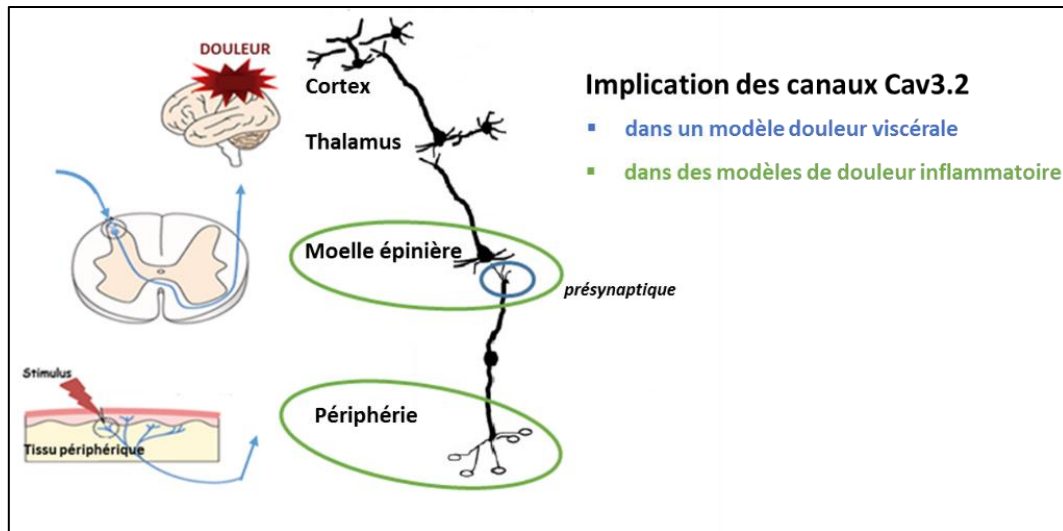 DOULEUR
Cortex
Thalamus
Moelle épinière
présynaptique
Stimulus
Tissu périphérique
Périphérie
Implication des canaux Cav3.2
▪ dans un modèle douleur viscérale
▪ dans des modèles de douleur inflammatoire